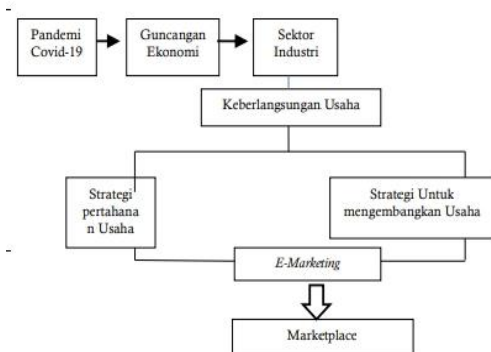 Pandemi
Covid-19
Guncangan
Ekonomi
Sektor
Industri
Keberlangsungan Usaha
Strategi
pertahana
n Usaha
Strategi Untuk
mengembangkan Usaha
E-Marketing
Marketplace